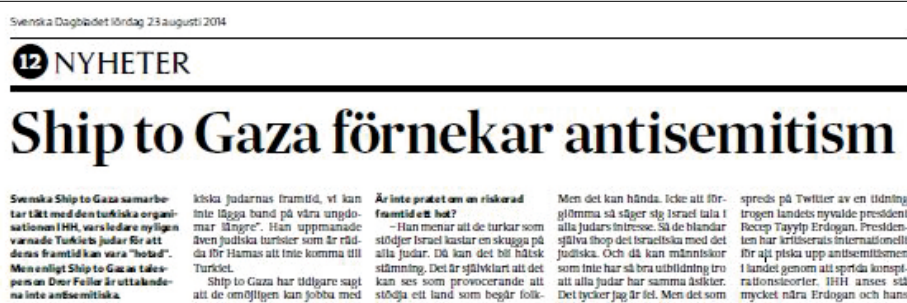 Svenska Dagbladet lördag 23 augusti 2014
12 NYHETER
Ship to Gaza förnekar antisemitism
Svenska Ship to Gaza samarbe-
tar tätt med den turkiska organi-
sationen IHH, vars ledare nyligen
varnade Turkiets judar för att
deras framtid kan vara "hotad".
Men enligt Ship to Gazas tales-
person Dror Feiler är uttalande-
na inte antisemitiska.
kiska judarnas framtid, vi kan
inte lägga band på våra ungdo-
mar längre". Han uppmanade
även judiska turister som är räd-
da för Hamas att inte komma till
Turkiet.
Ship to Gaza har tidigare sagt
att de omöjligen kan jobba med
Är inte pratet om en riskerad
framtid ett hot?
–Han menar att de turkar som
stödjer Israel kastar en skugga på
alla judar. Då kan det bli hätsk
stämning. Det är självklart att det
kan ses som provocerande att
stödja ett land som begår folk-
Men det kan hända. Icke att för-
glömma så säger sig Israel tala i
alla judars intresse. Så de blandar
själva ihop det israeliska med det
judiska. Och då kan människor
som inte har så bra utbildning tro
att alla judar har samma åsikter.
Det tycker jag är fel. Men det som
spreds på Twitter av en tidning
trogen landets nyvalde president
Recep Tayyip Erdogan. Presiden-
ten har kritiserats internationellt
för att piska upp antisemitismen
i landet genom att sprida konspi-
rationsteorier. IHH anses stå
mycket nära Erdogan och hans